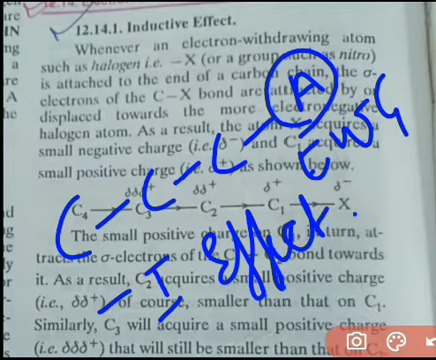 12.14.1. Inductive Effect.
Whenever an electron-withdrawing atom
such as halogen i.e. —X (or a group such as nitro)
is attached to the end of a carbon chain, the σ-
electrons of the C—X bond are attracted by or
displaced towards the more electronegative
halogen atom. As a result, the atom X acquires a
small negative charge (i.e. δ−) and C₁ acquires a
small positive charge (i.e. δ+) as shown below.
δδδ+ δδ+ δ+ δ−
C₄ — C₃ — C₂ — C₁ — X
C — C — C — A
EWG
−I Effect.
The small positive charge on C₁, in turn, at-
tracts the σ-electrons of the C bond towards
it. As a result, C₂ acquires a small positive charge
(i.e., δδ+), of course, smaller than that on C₁.
Similarly, C₃ will acquire a small positive charge
(i.e. δδδ+) that will still be smaller than that on C₂.